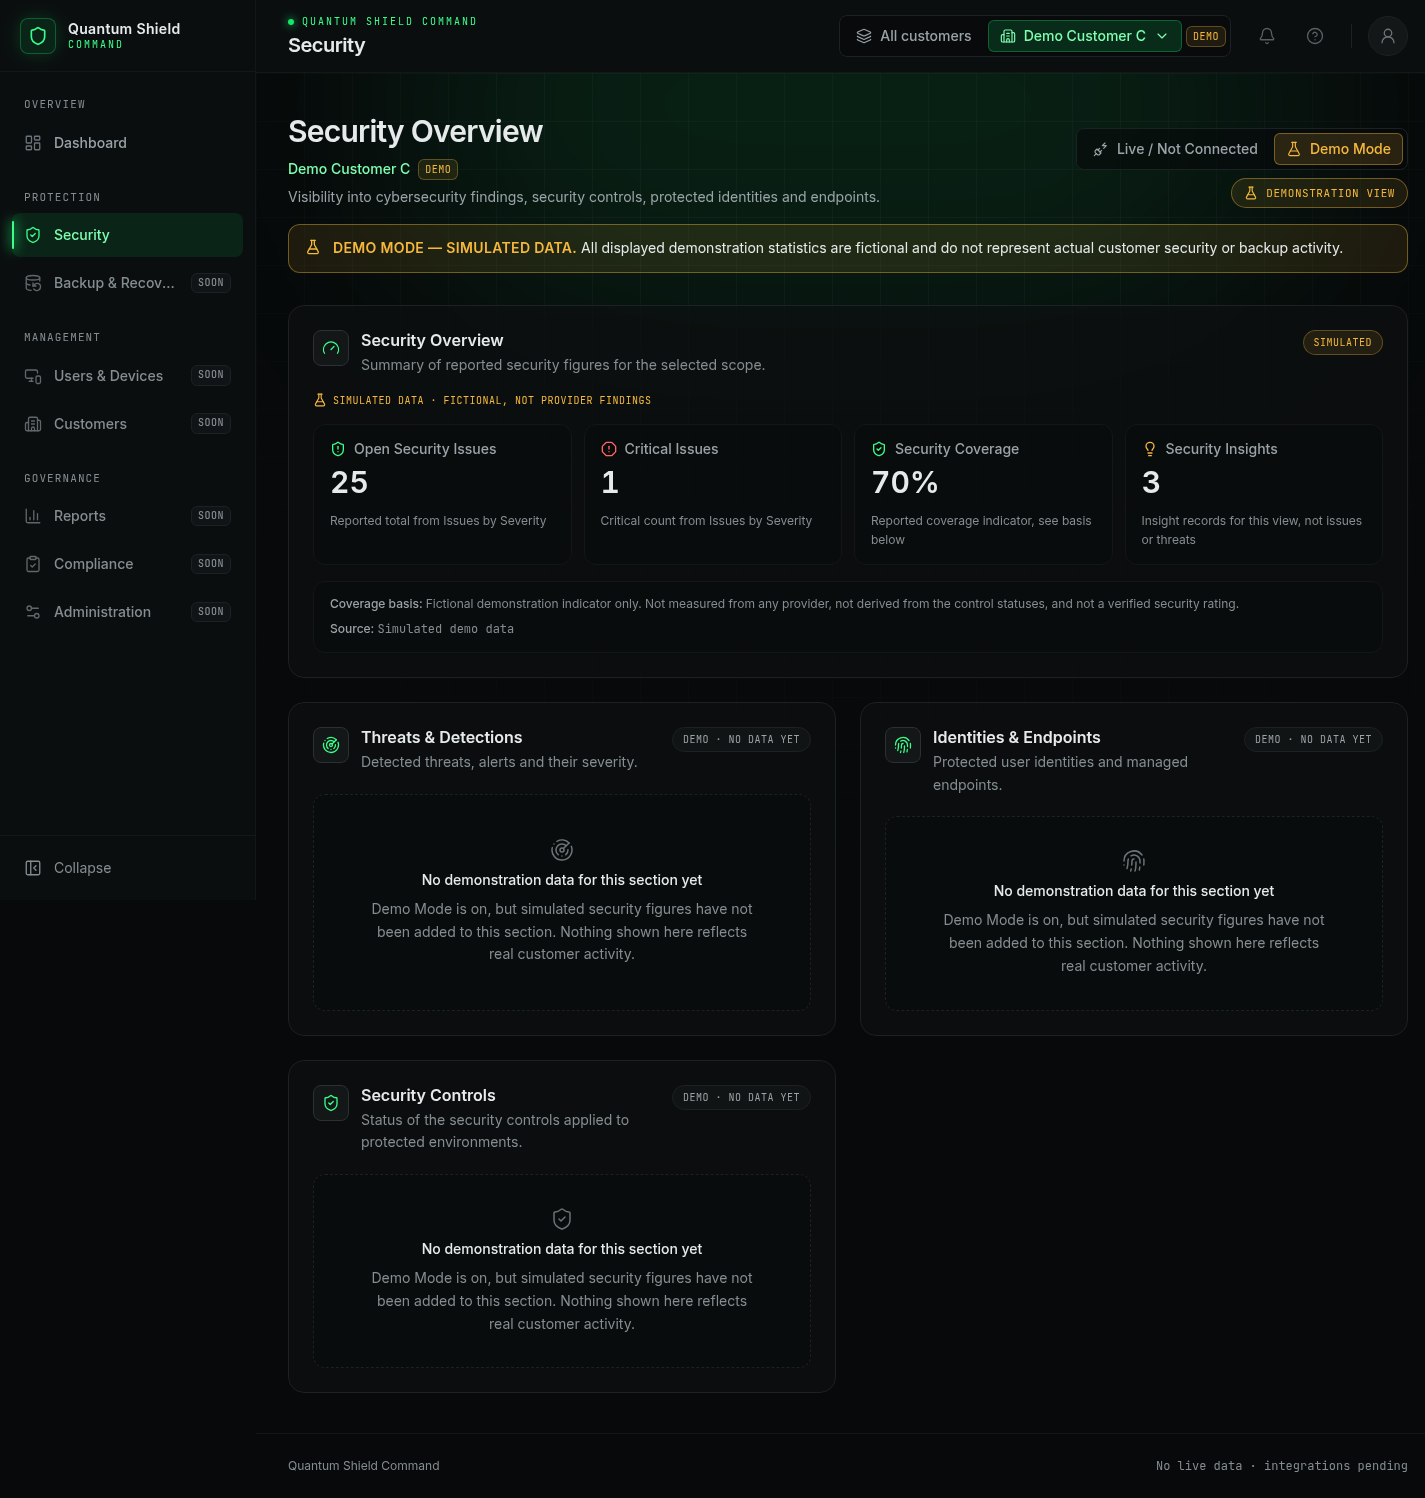 Quantum Shield
COMMAND
OVERVIEW
Dashboard
PROTECTION
Security
Backup & Recov...
SOON
MANAGEMENT
Users & Devices
SOON
Customers
SOON
GOVERNANCE
Reports
SOON
Compliance
SOON
Administration
SOON
Collapse
QUANTUM SHIELD COMMAND
Security
All customers
Demo Customer C
DEMO
Security Overview
Demo Customer C
DEMO
Visibility into cybersecurity findings, security controls, protected identities and endpoints.
Live / Not Connected
Demo Mode
DEMONSTRATION VIEW
DEMO MODE — SIMULATED DATA. All displayed demonstration statistics are fictional and do not represent actual customer security or backup activity.
Security Overview
Summary of reported security figures for the selected scope.
SIMULATED
SIMULATED DATA · FICTIONAL, NOT PROVIDER FINDINGS
Open Security Issues
25
Reported total from Issues by Severity
Critical Issues
1
Critical count from Issues by Severity
Security Coverage
70%
Reported coverage indicator, see basis
below
Security Insights
3
Insight records for this view, not issues
or threats
Coverage basis: Fictional demonstration indicator only. Not measured from any provider, not derived from the control statuses, and not a verified security rating.
Source: Simulated demo data
Threats & Detections
Detected threats, alerts and their severity.
DEMO · NO DATA YET
No demonstration data for this section yet
Demo Mode is on, but simulated security figures have not
been added to this section. Nothing shown here reflects
real customer activity.
Identities & Endpoints
Protected user identities and managed
endpoints.
DEMO · NO DATA YET
No demonstration data for this section yet
Demo Mode is on, but simulated security figures have not
been added to this section. Nothing shown here reflects
real customer activity.
Security Controls
Status of the security controls applied to
protected environments.
DEMO · NO DATA YET
No demonstration data for this section yet
Demo Mode is on, but simulated security figures have not
been added to this section. Nothing shown here reflects
real customer activity.
Quantum Shield Command
No live data · integrations pending